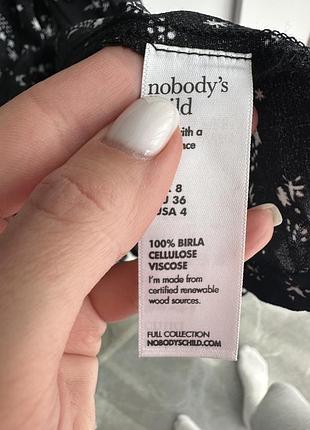 nobody's
ild
with a
nce
8
36
USA 4
100% BIRLA
CELLULOSE
VISCOSE
I'm made from
certified renewable
wood sources.
FULL COLLECTION
NOBODYSCHILD.COM